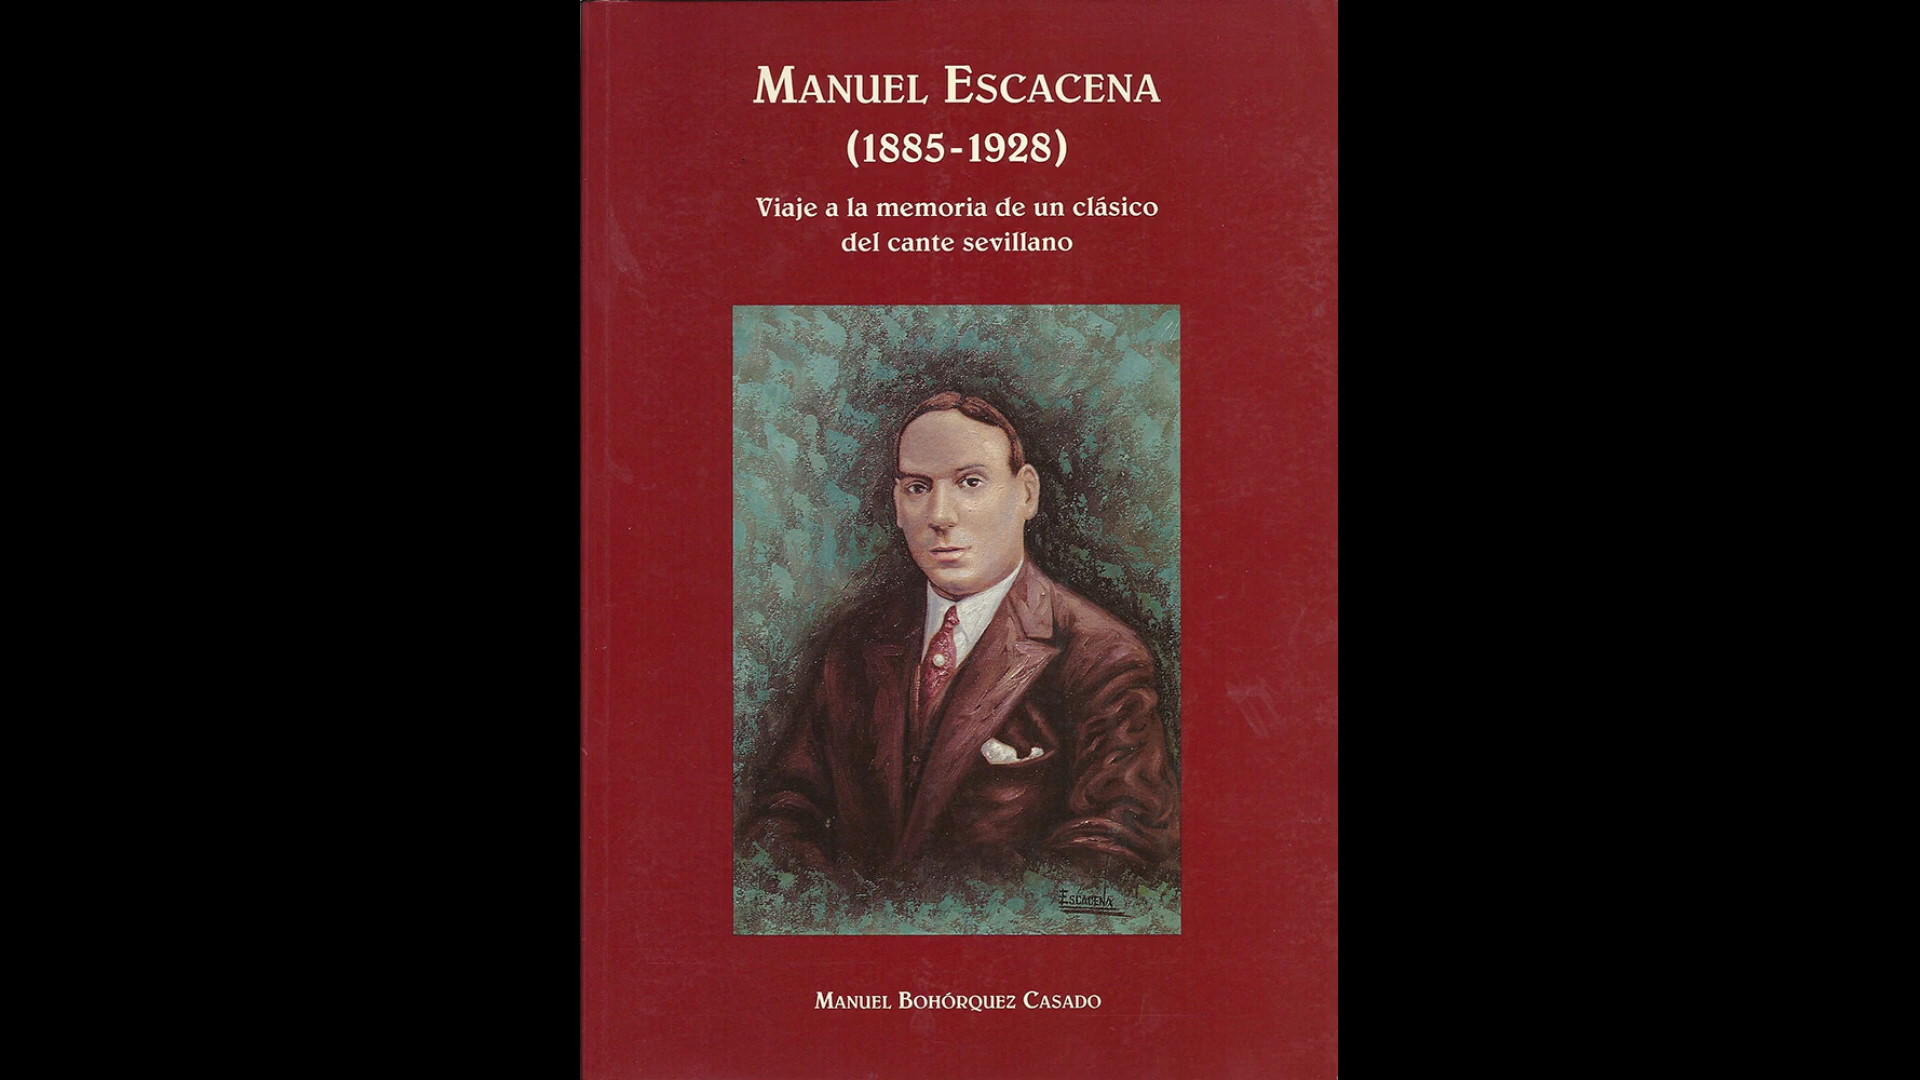 MANUEL ESCACENA
(1885-1928)
Viaje a la memoria de un clásico
del cante sevillano
ESCACENA
MANUEL BOHÓRQUEZ CASADO